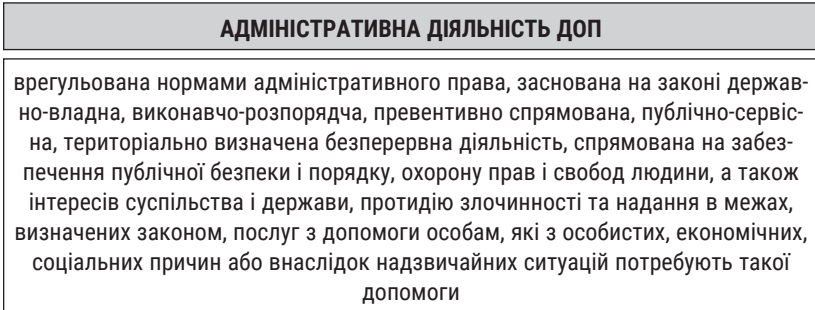 АДМІНІСТРАТИВНА ДІЯЛЬНІСТЬ ДОП
врегульована нормами адміністративного права, заснована на законі держав-
но-владна, виконавчо-розпорядча, превентивно спрямована, публічно-сервіс-
на, територіально визначена безперервна діяльність, спрямована на забез-
печення публічної безпеки і порядку, охорону прав і свобод людини, а також
інтересів суспільства і держави, протидію злочинності та надання в межах,
визначених законом, послуг з допомоги особам, які з особистих, економічних,
соціальних причин або внаслідок надзвичайних ситуацій потребують такої
допомоги